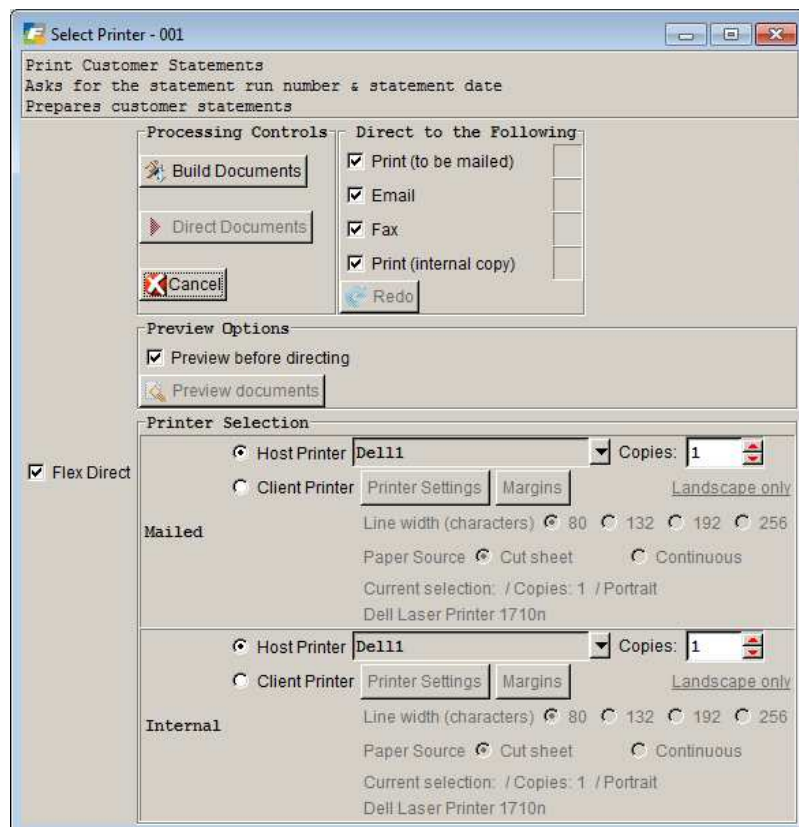 Select Printer - 001
Print Customer Statements
Asks for the statement run number & statement date
Prepares customer statements
Processing Controls
Build Documents
Direct Documents
Cancel
Direct to the Following
Print (to be mailed)
Email
Fax
Print (internal copy)
Redo
Preview Options
Preview before directing
Preview documents
Flex Direct
Printer Selection
Mailed
Host Printer Dell1 Copies: 1
Client Printer Printer Settings Margins Landscape only
Line width (characters) 80 132 192 256
Paper Source Cut sheet Continuous
Current selection: / Copies: 1 / Portrait
Dell Laser Printer 1710n
Internal
Host Printer Dell1 Copies: 1
Client Printer Printer Settings Margins Landscape only
Line width (characters) 80 132 192 256
Paper Source Cut sheet Continuous
Current selection: / Copies: 1 / Portrait
Dell Laser Printer 1710n